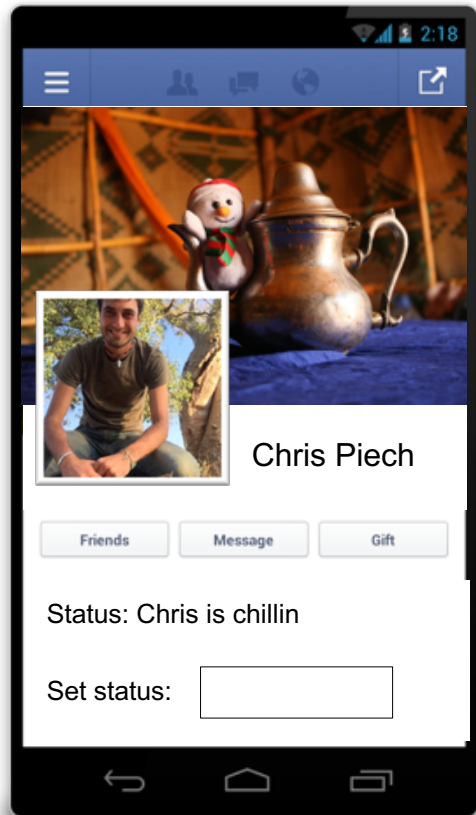 2:18
Chris Piech
Friends Message Gift
Status: Chris is chillin
Set status: